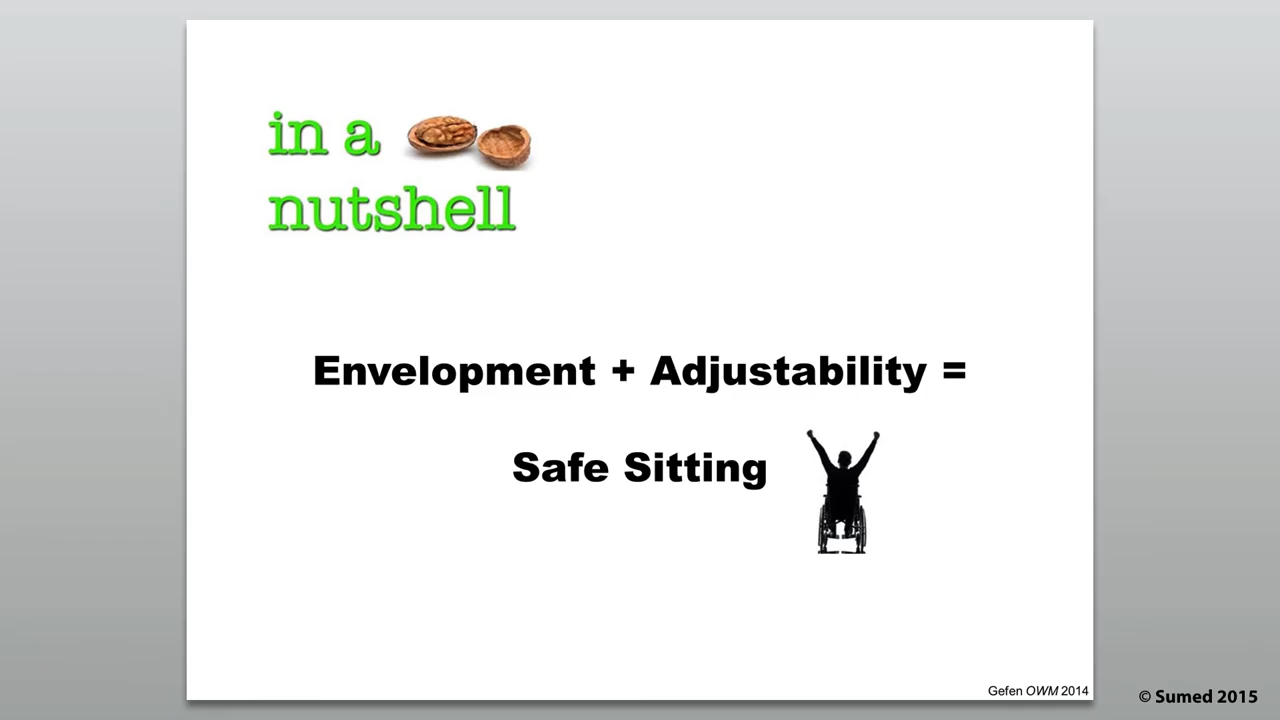 in a
nutshell
Envelopment + Adjustability =
Safe Sitting
Gefen OWM 2014
© Sumed 2015